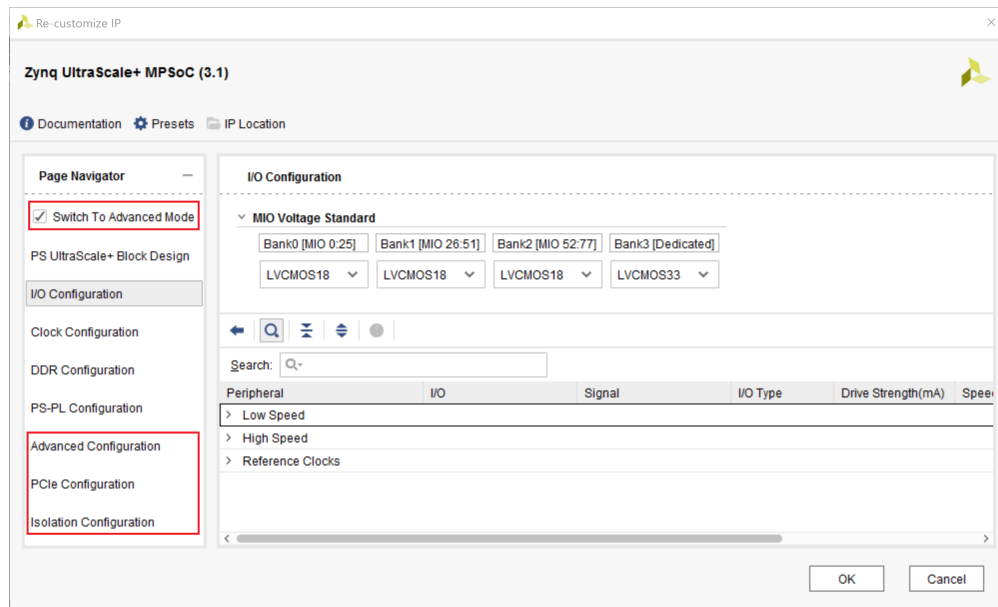 Re-customize IP
Zynq UltraScale+ MPSoC (3.1)
Documentation Presets IP Location
Page Navigator
Switch To Advanced Mode
PS UltraScale+ Block Design
I/O Configuration
Clock Configuration
DDR Configuration
PS-PL Configuration
Advanced Configuration
PCIe Configuration
Isolation Configuration
I/O Configuration
MIO Voltage Standard
Bank0 [MIO 0:25] Bank1 [MIO 26:51] Bank2 [MIO 52:77] Bank3 [Dedicated]
LVCMOS18 LVCMOS18 LVCMOS18 LVCMOS33
Search:
Peripheral I/O Signal I/O Type Drive Strength(mA) Speed
Low Speed
High Speed
Reference Clocks
OK Cancel